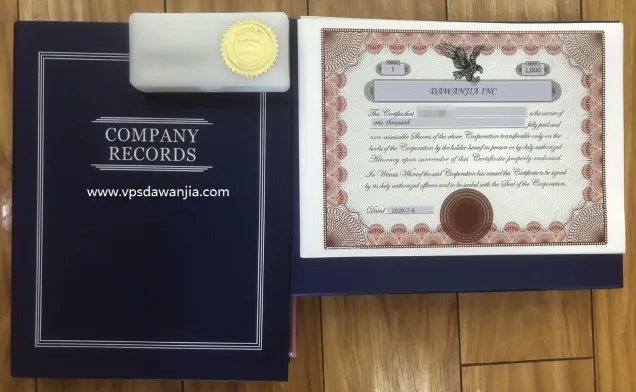 COMPANY
RECORDS
www.vpsdawanjia.com
1
1,000
DAWANJIA INC
This Certifies that is the owner of
one thousand fully paid and
non-assessable Shares of the above Corporation transferable only on
the books of the Corporation by the holder hereof in person or by duly authorized
Attorney upon surrender of this Certificate properly endorsed.
In Witness Whereof the said Corporation has caused this Certificate to be signed
by its duly authorized officers and to be sealed with the Seal of the Corporation.
Dated 2020-7-6